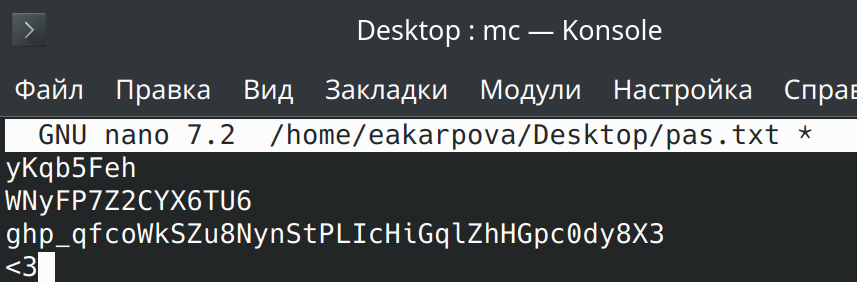 Desktop : mc — Konsole
Файл Правка Вид Закладки Модули Настройка Справ
GNU nano 7.2 /home/eakarpova/Desktop/pas.txt *
yKqb5Feh
WNyFP7Z2CYX6TU6
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
<3